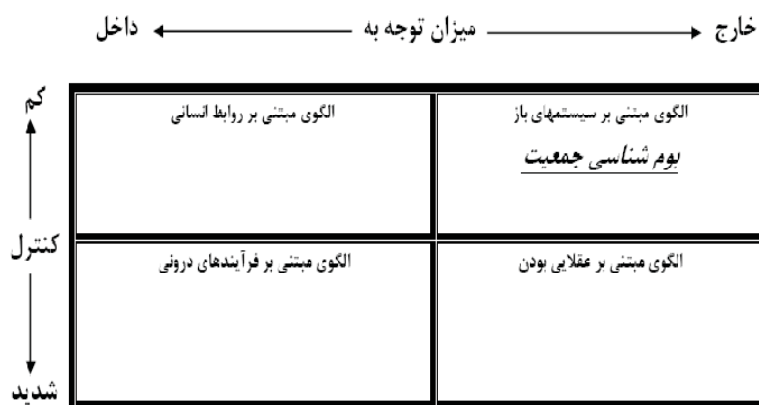 خارج میزان توجه به داخل
کم
الگوی مبتنی بر سیستمهای باز
الگوی مبتنی بر روابط انسانی
بوم شناسی جمعیت
کنترل
الگوی مبتنی بر عقلایی بودن
الگوی مبتنی بر فرآیندهای درونی
شدید